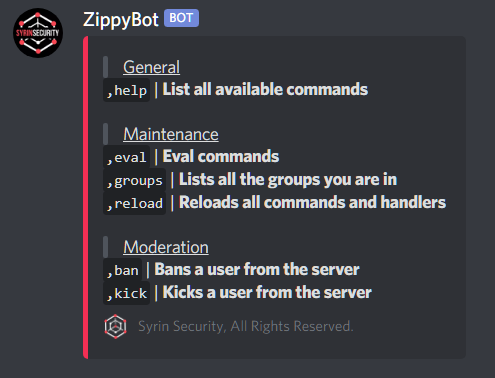 SYRINSECURITY
ZippyBot BOT
General
,help | List all available commands
Maintenance
,eval | Eval commands
,groups | Lists all the groups you are in
,reload | Reloads all commands and handlers
Moderation
,ban | Bans a user from the server
,kick | Kicks a user from the server
Syrin Security, All Rights Reserved.